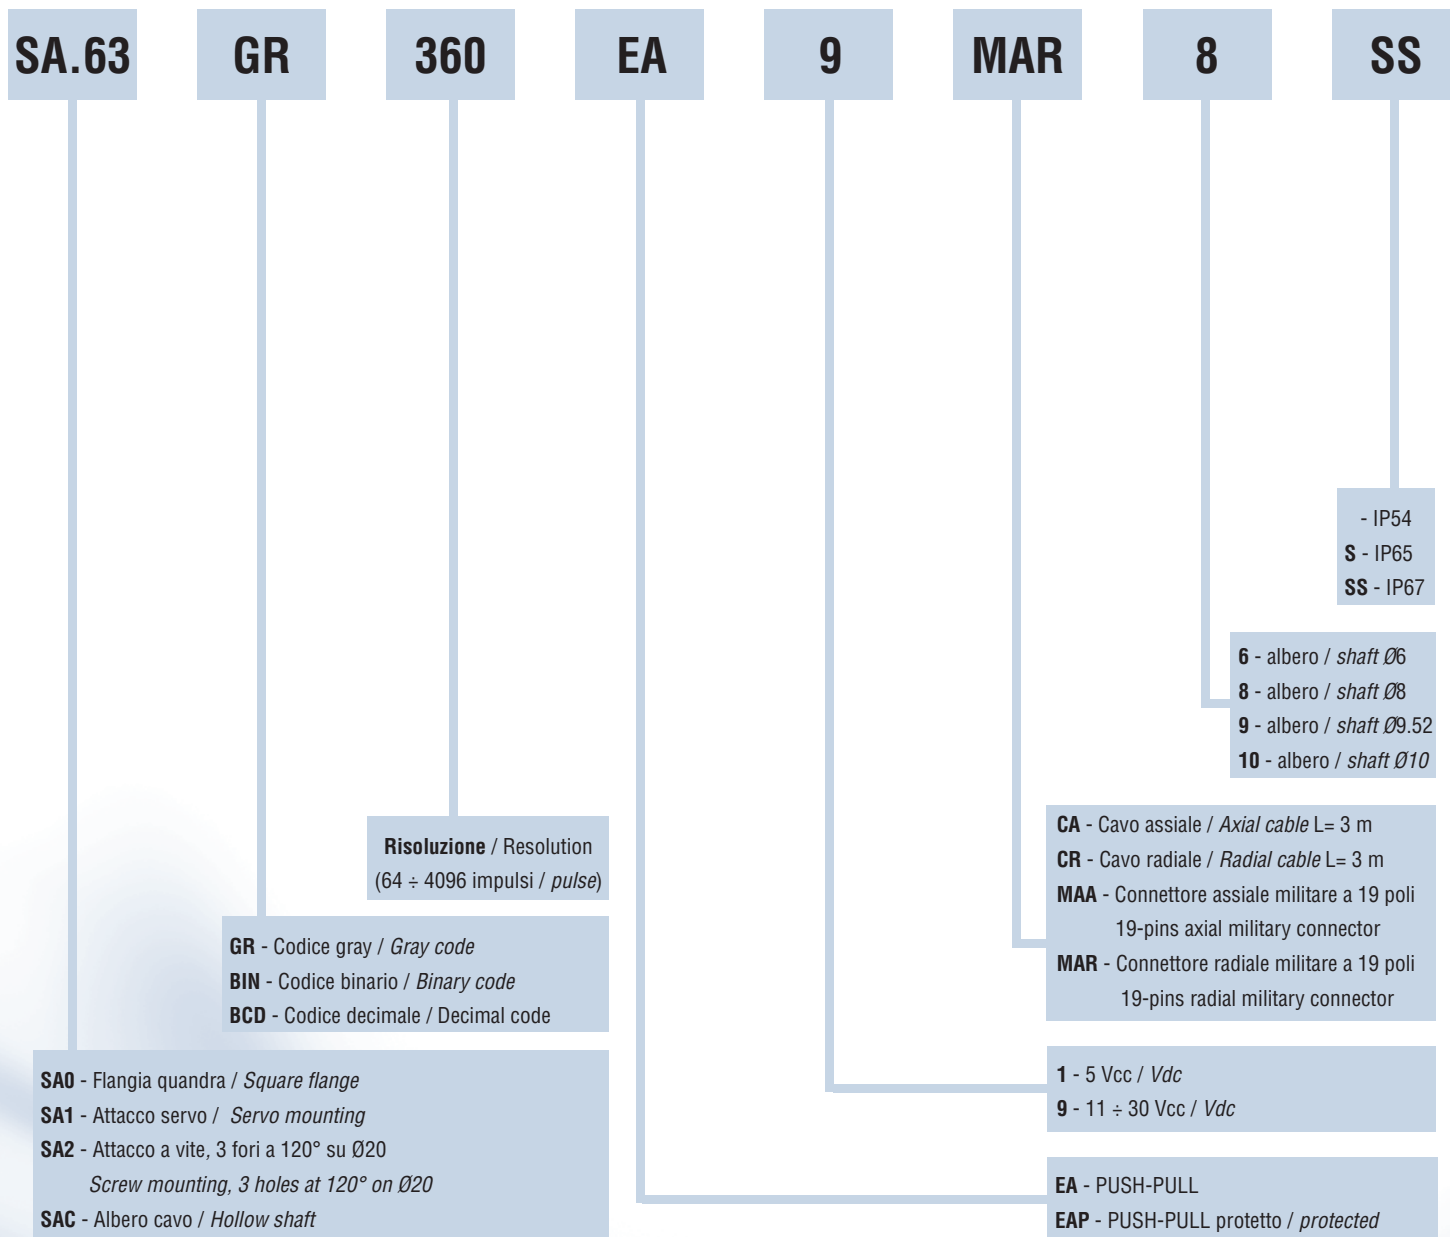 SA.63 GR 360 EA 9 MAR 8 SS
- IP54
S - IP65
SS - IP67
6 - albero / shaft Ø6
8 - albero / shaft Ø8
9 - albero / shaft Ø9.52
10 - albero / shaft Ø10
CA - Cavo assiale / Axial cable L= 3 m
CR - Cavo radiale / Radial cable L= 3 m
MAA - Connettore assiale militare a 19 poli
19-pins axial military connector
MAR - Connettore radiale militare a 19 poli
19-pins radial military connector
Risoluzione / Resolution
(64 ÷ 4096 impulsi / pulse)
GR - Codice gray / Gray code
BIN - Codice binario / Binary code
BCD - Codice decimale / Decimal code
SA0 - Flangia quandra / Square flange
SA1 - Attacco servo / Servo mounting
SA2 - Attacco a vite, 3 fori a 120° su Ø20
Screw mounting, 3 holes at 120° on Ø20
SAC - Albero cavo / Hollow shaft
1 - 5 Vcc / Vdc
9 - 11 ÷ 30 Vcc / Vdc
EA - PUSH-PULL
EAP - PUSH-PULL protetto / protected